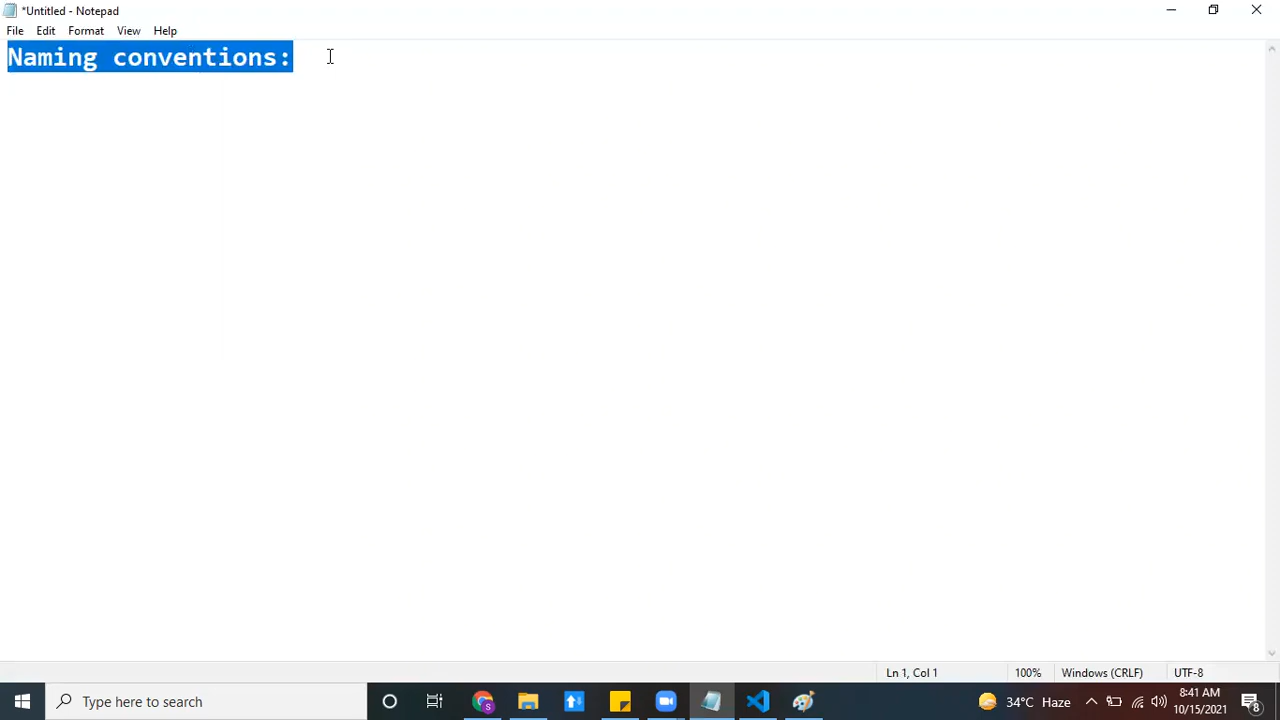 *Untitled - Notepad
File Edit Format View Help
Naming conventions:
Ln 1, Col 1 100% Windows (CRLF) UTF-8
Type here to search
34°C Haze
8:41 AM
10/15/2021
8
S